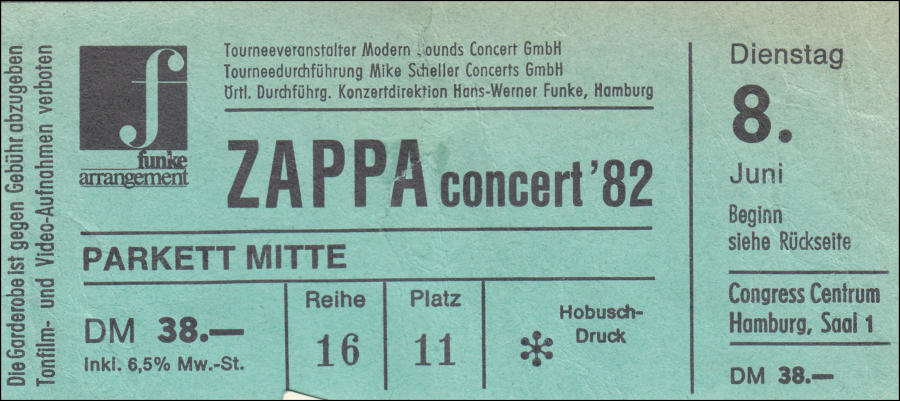 Die Garderobe ist gegen Gebühr abzugeben
Tonfilm- und Video-Aufnahmen verboten
f
funke
arrangement
Tourneeveranstalter Modern Sounds Concert GmbH
Tourneedurchführung Mike Scheller Concerts GmbH
Örtl. Durchführg. Konzertdirektion Hans-Werner Funke, Hamburg
ZAPPA concert '82
PARKETT MITTE
DM 38.—
Inkl. 6,5% Mw.-St.
Reihe
16
Platz
11
Hobusch-
Druck
Dienstag
8.
Juni
Beginn
siehe Rückseite
Congress Centrum
Hamburg, Saal 1
DM 38.—